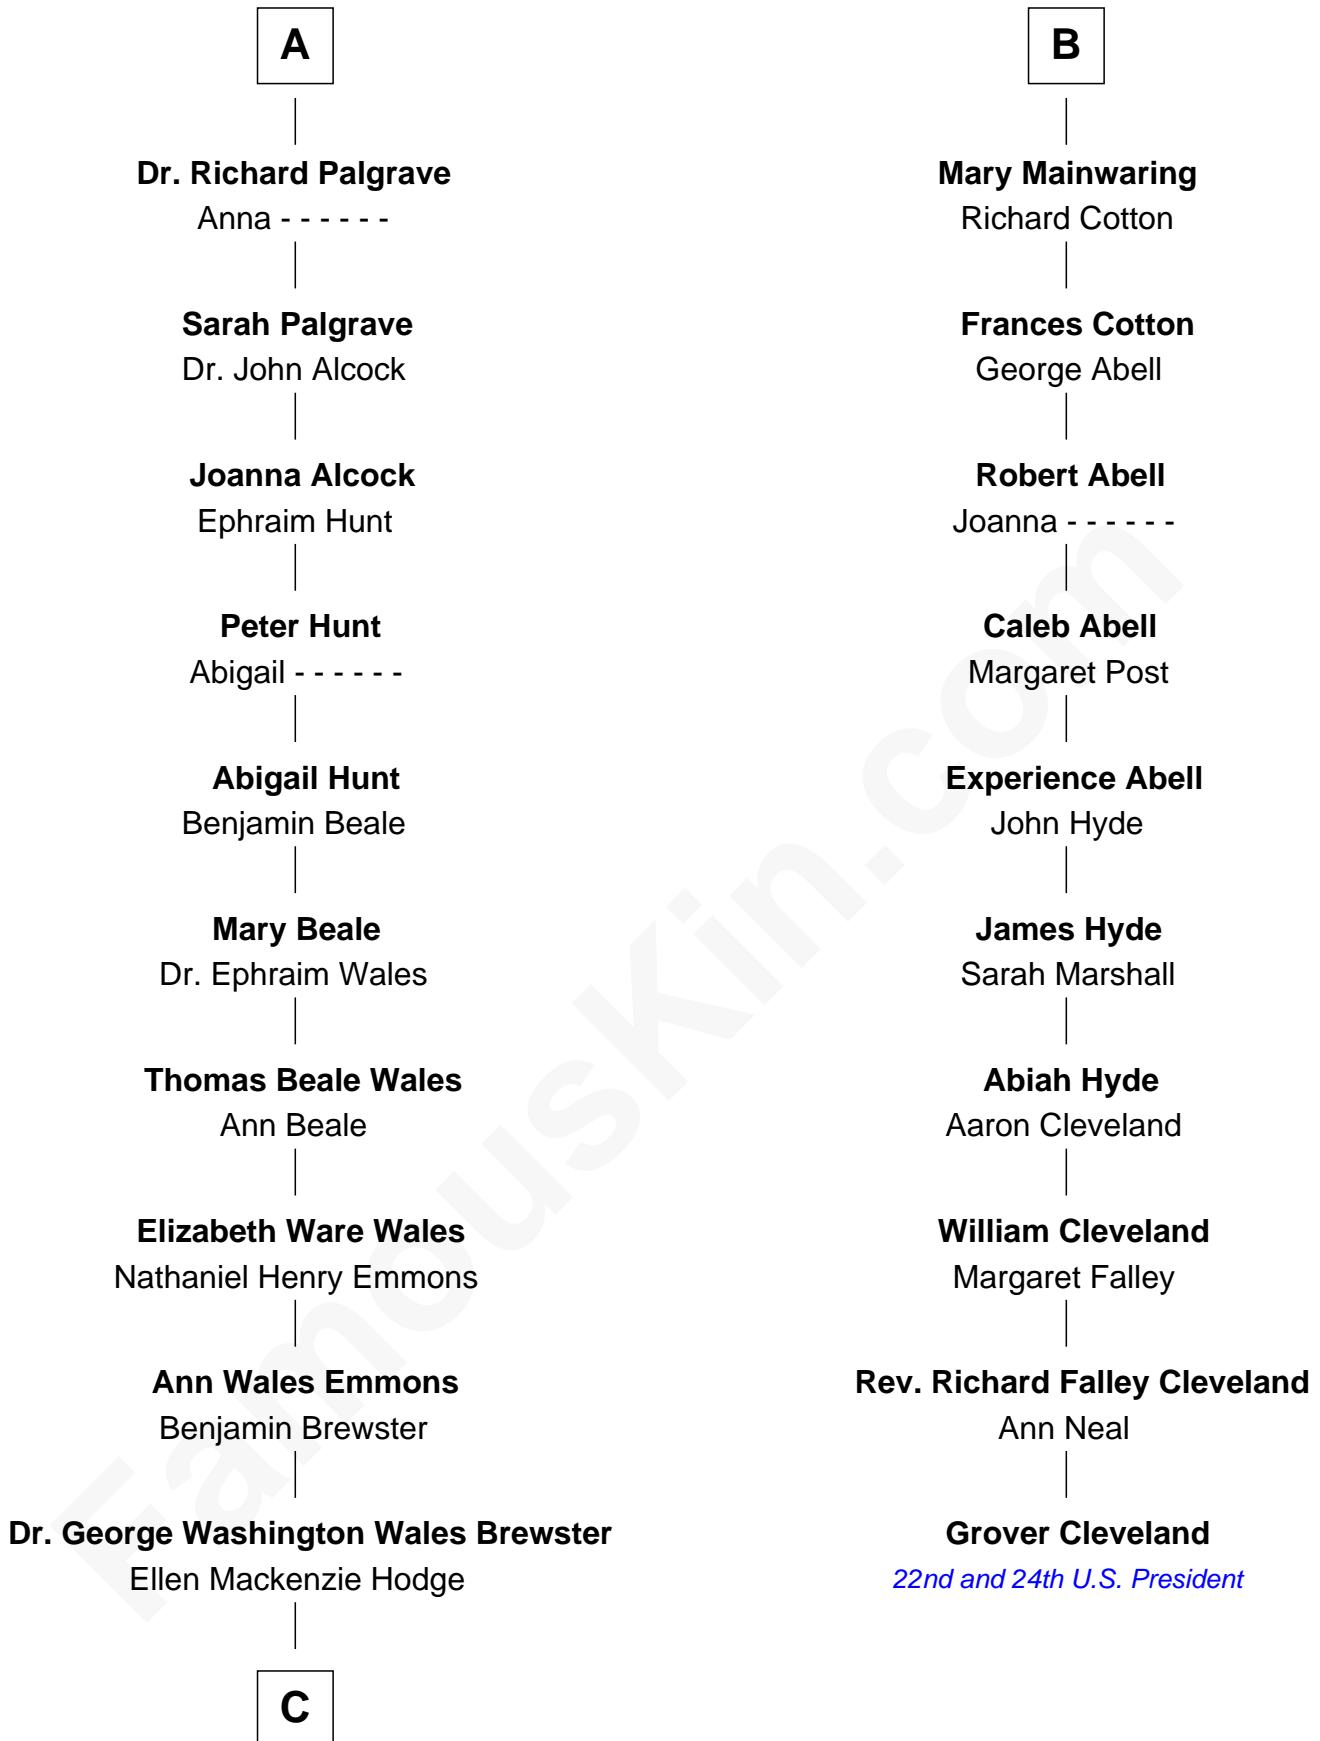 A
Dr. Richard Palgrave
Anna - - - - - -
Sarah Palgrave
Dr. John Alcock
Joanna Alcock
Ephraim Hunt
Peter Hunt
Abigail - - - - - -
Abigail Hunt
Benjamin Beale
Mary Beale
Dr. Ephraim Wales
Thomas Beale Wales
Ann Beale
Elizabeth Ware Wales
Nathaniel Henry Emmons
Ann Wales Emmons
Benjamin Brewster
Dr. George Washington Wales Brewster
Ellen Mackenzie Hodge
C
B
Mary Mainwaring
Richard Cotton
Frances Cotton
George Abell
Robert Abell
Joanna - - - - - -
Caleb Abell
Margaret Post
Experience Abell
John Hyde
James Hyde
Sarah Marshall
Abiah Hyde
Aaron Cleveland
William Cleveland
Margaret Falley
Rev. Richard Falley Cleveland
Ann Neal
Grover Cleveland
22nd and 24th U.S. President
FamousKin.com